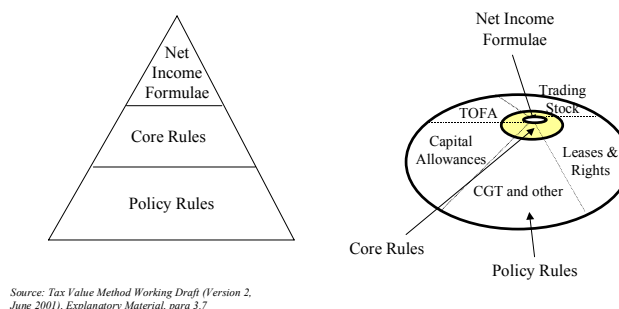 Net
Income
Formulae
Core Rules
Policy Rules
Net Income
Formulae
Trading
Stock
TOFA
Capital
Allowances
Leases &
Rights
CGT and other
Core Rules
Policy Rules
Source: Tax Value Method Working Draft (Version 2,
June 2001), Explanatory Material, para 3.7